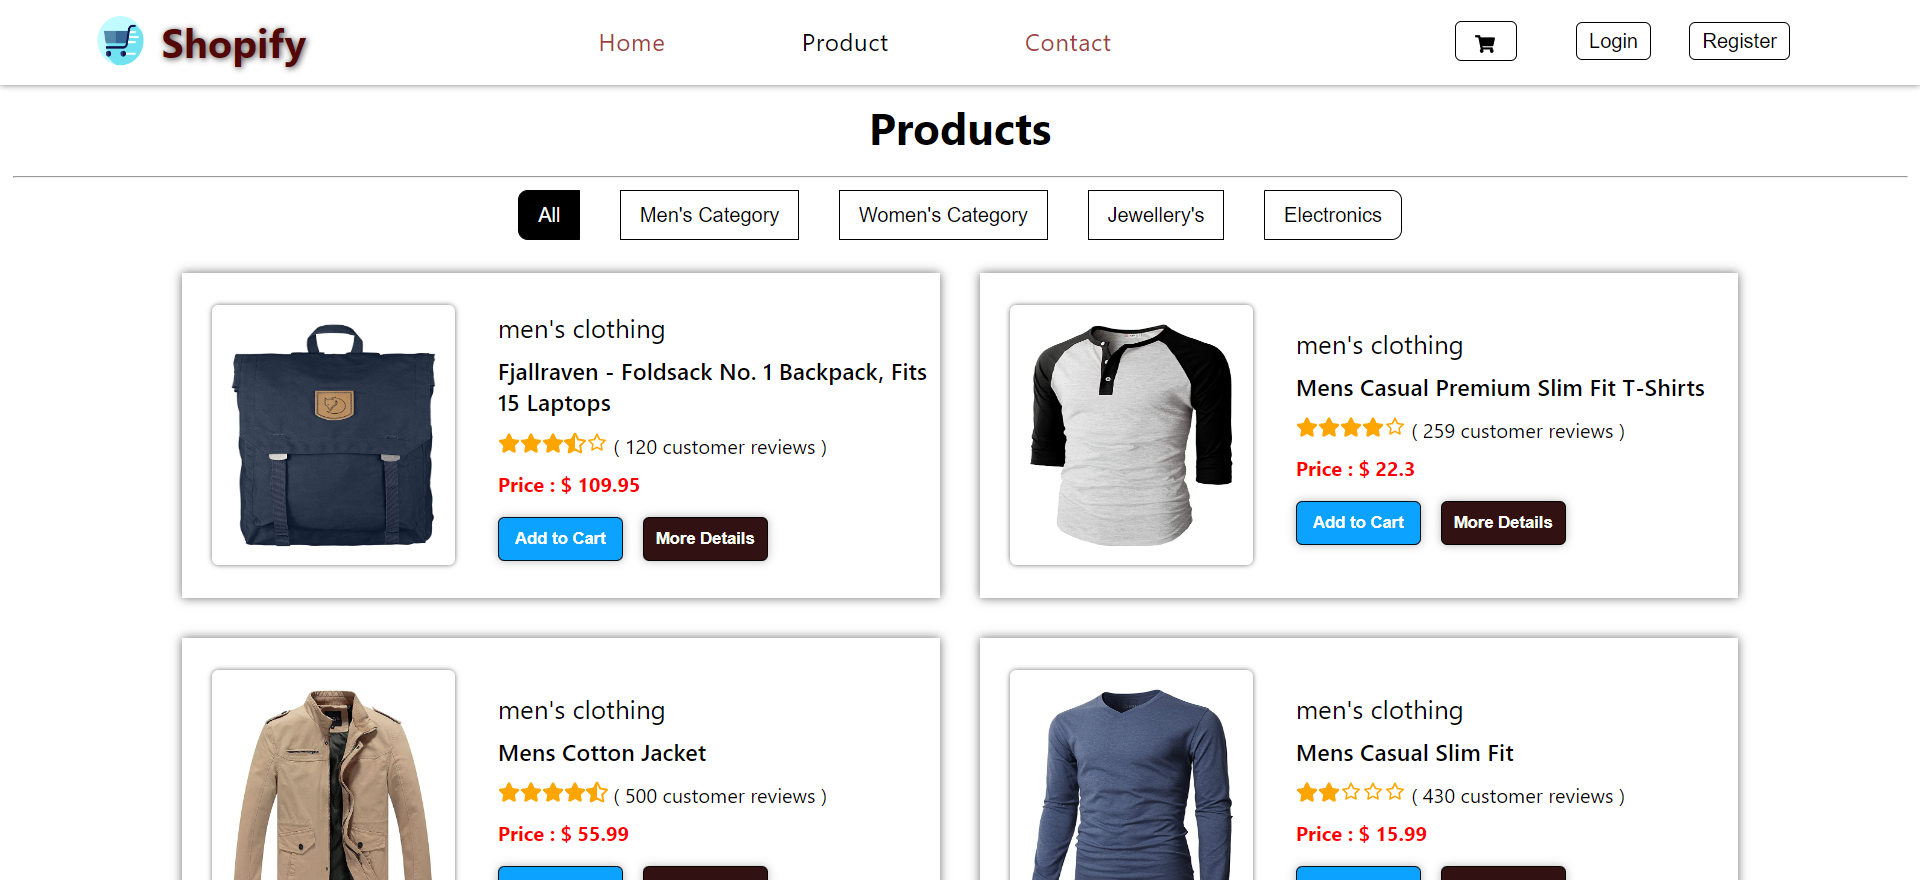 Shopify
Home
Product
Contact
Login
Register
Products
All
Men's Category
Women's Category
Jewellery's
Electronics
men's clothing
Fjallraven - Foldsack No. 1 Backpack, Fits
15 Laptops
( 120 customer reviews )
Price : $ 109.95
Add to Cart
More Details
men's clothing
Mens Casual Premium Slim Fit T-Shirts
( 259 customer reviews )
Price : $ 22.3
Add to Cart
More Details
men's clothing
Mens Cotton Jacket
( 500 customer reviews )
Price : $ 55.99
men's clothing
Mens Casual Slim Fit
( 430 customer reviews )
Price : $ 15.99